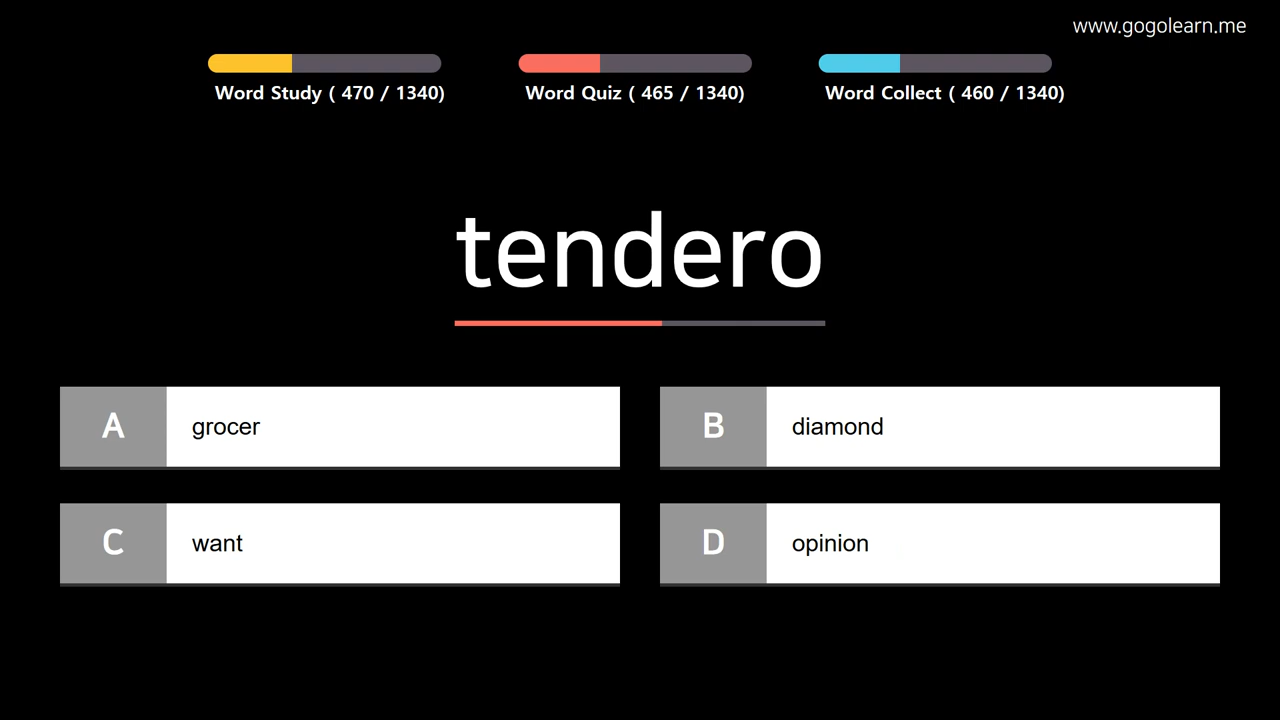 www.gogolearn.me
Word Study ( 470 / 1340)
Word Quiz ( 465 / 1340)
Word Collect ( 460 / 1340)
tendero
A grocer
B diamond
C want
D opinion